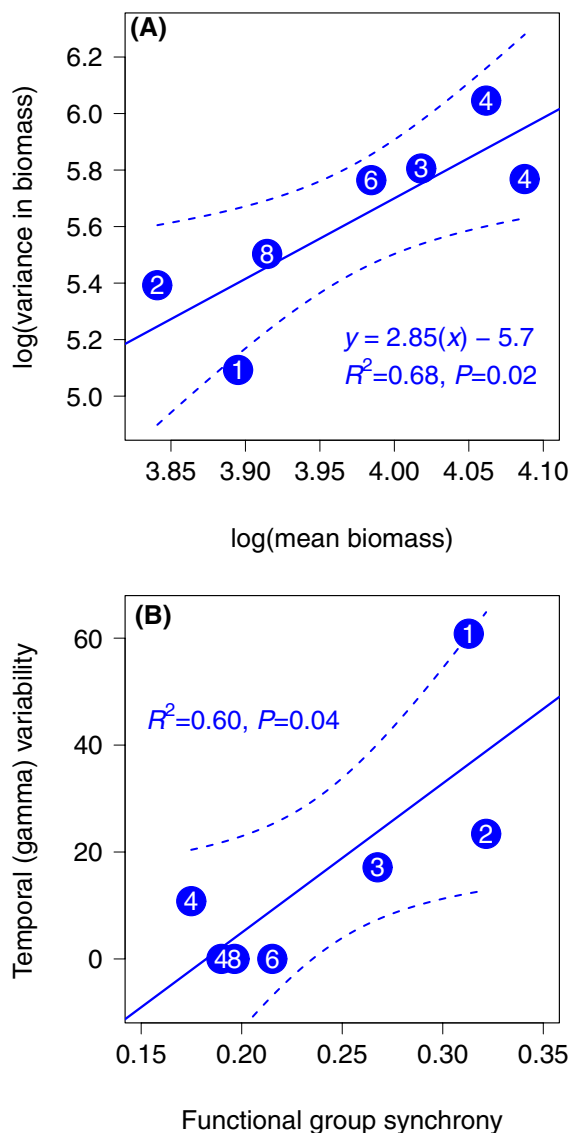 (A)
log(variance in biomass)
6.2
6.0
5.8
5.6
5.4
5.2
5.0
4
3
6
4
8
2
1
y = 2.85(x) − 5.7
R²=0.68, P=0.02
3.85 3.90 3.95 4.00 4.05 4.10
log(mean biomass)
(B)
Temporal (gamma) variability
60
40
20
0
1
R²=0.60, P=0.04
2
3
4
4 8 6
0.15 0.20 0.25 0.30 0.35
Functional group synchrony